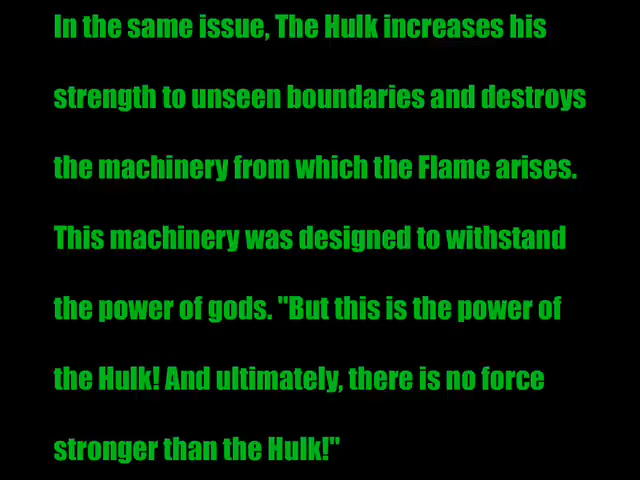 In the same issue, The Hulk increases his
strength to unseen boundaries and destroys
the machinery from which the Flame arises.
This machinery was designed to withstand
the power of gods. "But this is the power of
the Hulk! And ultimately, there is no force
stronger than the Hulk!"